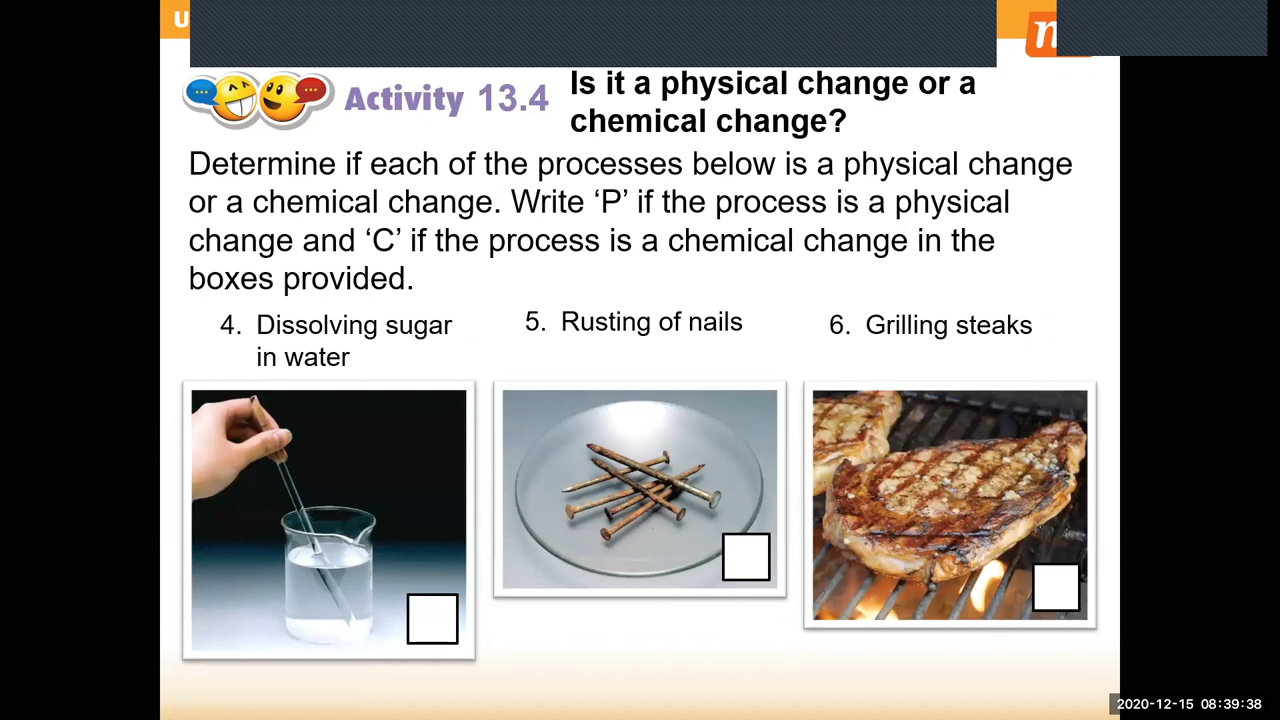 U
Activity 13.4
Is it a physical change or a
chemical change?
Determine if each of the processes below is a physical change
or a chemical change. Write ‘P’ if the process is a physical
change and ‘C’ if the process is a chemical change in the
boxes provided.
4. Dissolving sugar
in water
5. Rusting of nails
6. Grilling steaks
2020-12-15 08:39:38